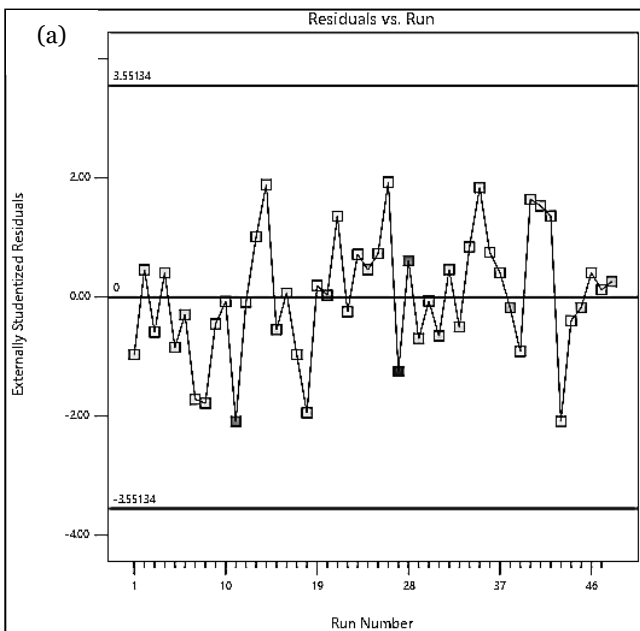 (a)
Residuals vs. Run
3.55134
2.00
0
0.00
-2.00
-3.55134
-4.00
Externally Studentized Residuals
1 10 19 28 37 46
Run Number